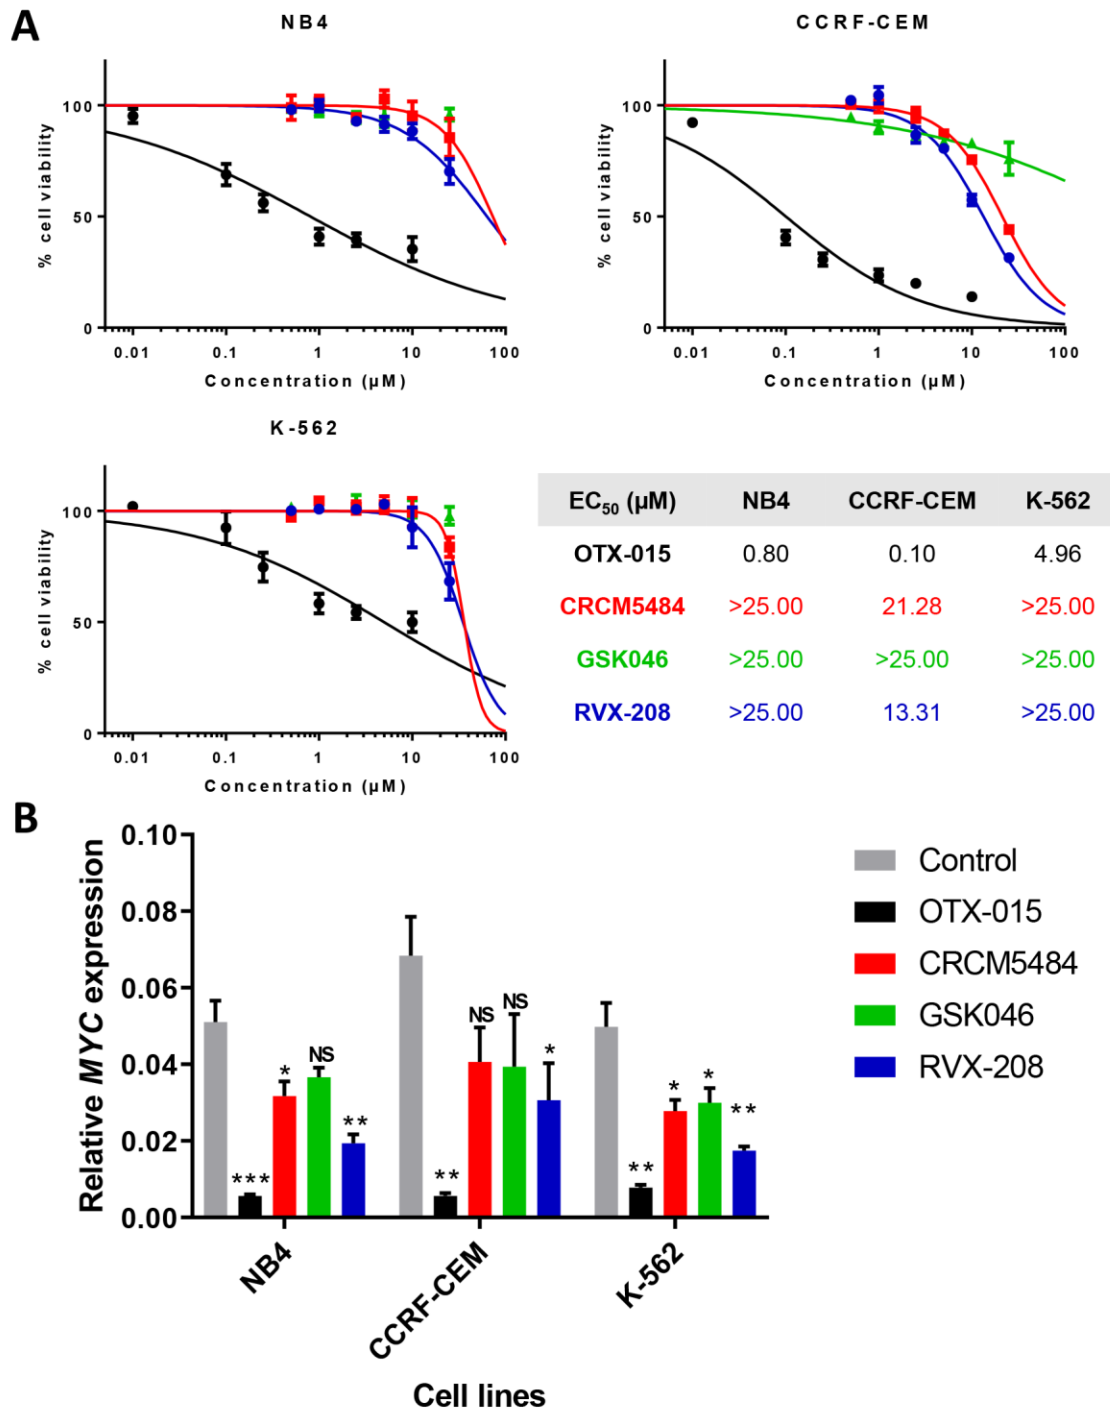 A
NB4
100
50
0
% cell viability
0.01 0.1 1 10 100
Concentration (µM)
CCRF-CEM
100
50
0
% cell viability
0.01 0.1 1 10 100
Concentration (µM)
K-562
100
50
0
% cell viability
0.01 0.1 1 10 100
Concentration (µM)
EC50 (µM) NB4 CCRF-CEM K-562
OTX-015 0.80 0.10 4.96
CRCM5484 >25.00 21.28 >25.00
GSK046 >25.00 >25.00 >25.00
RVX-208 >25.00 13.31 >25.00
B
Relative MYC expression
0.10
0.08
0.06
0.04
0.02
0.00
*** * NS **
** NS NS *
** * * **
NB4
CCRF-CEM
K-562
Cell lines
Control
OTX-015
CRCM5484
GSK046
RVX-208